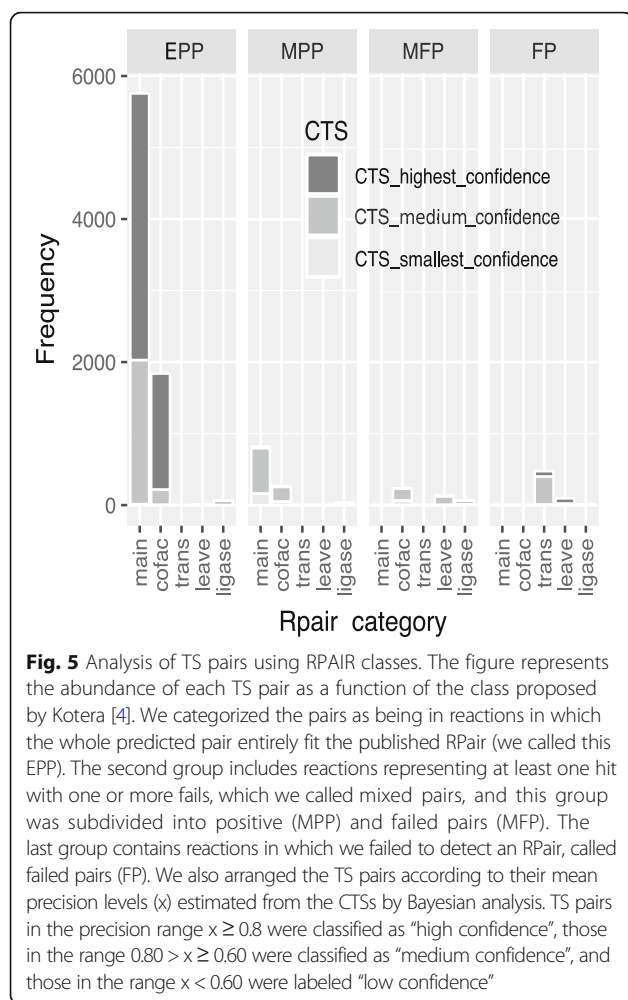 EPP MPP MFP FP
6000
4000
2000
0
Frequency
CTS
CTS_highest_confidence
CTS_medium_confidence
CTS_smallest_confidence
main cofac trans leave ligase main cofac trans leave ligase main cofac trans leave ligase main cofac trans leave ligase
Rpair category
Fig. 5 Analysis of TS pairs using RPAIR classes. The figure represents
the abundance of each TS pair as a function of the class proposed
by Kotera [4]. We categorized the pairs as being in reactions in which
the whole predicted pair entirely fit the published RPair (we called this
EPP). The second group includes reactions representing at least one hit
with one or more fails, which we called mixed pairs, and this group
was subdivided into positive (MPP) and failed pairs (MFP). The
last group contains reactions in which we failed to detect an RPair, called
failed pairs (FP). We also arranged the TS pairs according to their mean
precision levels (x) estimated from the CTSs by Bayesian analysis. TS pairs
in the precision range x ≥ 0.8 were classified as “high confidence”, those
in the range 0.80 > x ≥ 0.60 were classified as “medium confidence”, and
those in the range x < 0.60 were labeled “low confidence”